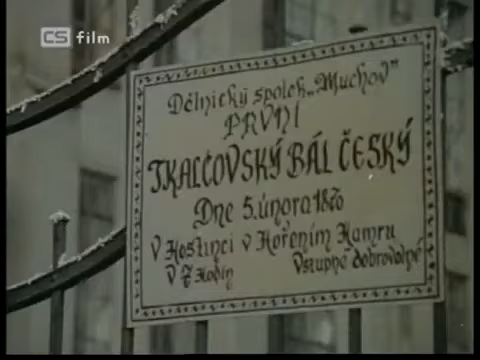 CS film
Dělnický spolek „Muchov”
PRVNÍ
TKALCOVSKÝ BÁL ČESKÝ
Dne 5. února 1870
V Hostinci v Hořením Hamru
V 7 Hodin Vstupné dobrovolné